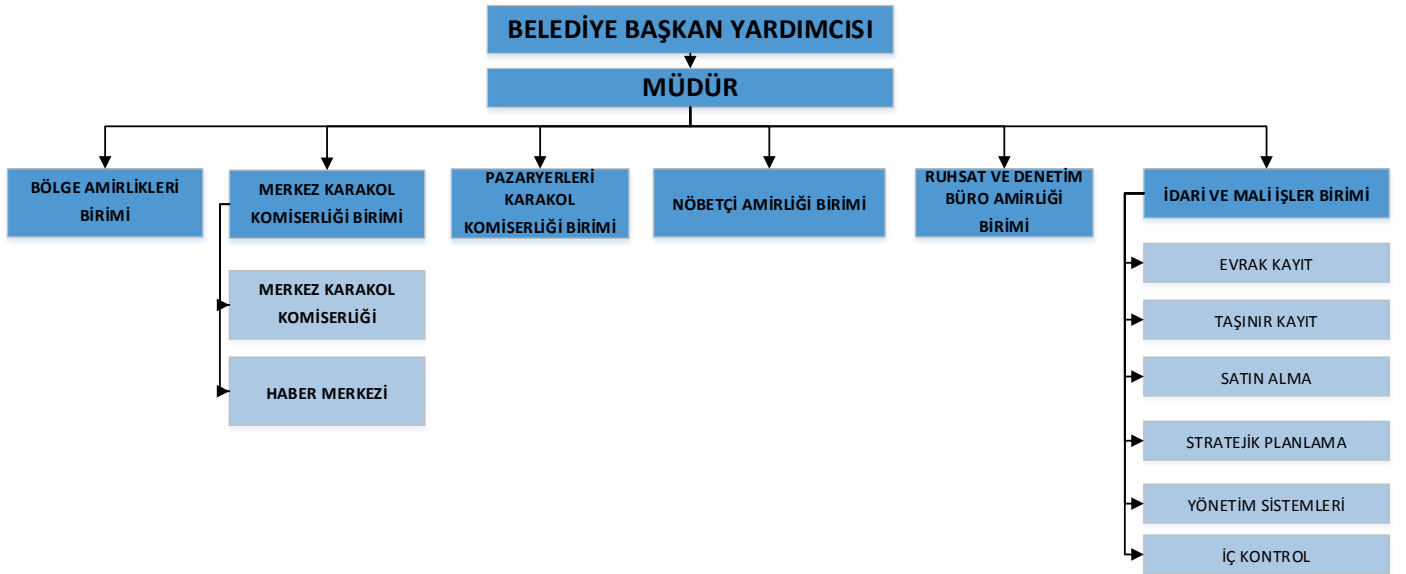 BELEDİYE BAŞKAN YARDIMCISI
MÜDÜR
BÖLGE AMİRLİKLERİ
BİRİMİ
MERKEZ KARAKOL
KOMİSERLİĞİ BİRİMİ
PAZARYERLERİ
KARAKOL
KOMİSERLİĞİ BİRİMİ
NÖBETÇİ AMİRLİĞİ BİRİMİ
RUHSAT VE DENETİM
BÜRO AMİRLİĞİ
BİRİMİ
İDARİ VE MALİ İŞLER BİRİMİ
MERKEZ KARAKOL
KOMİSERLİĞİ
HABER MERKEZİ
EVRAK KAYIT
TAŞINIR KAYIT
SATIN ALMA
STRATEJİK PLANLAMA
YÖNETİM SİSTEMLERİ
İÇ KONTROL